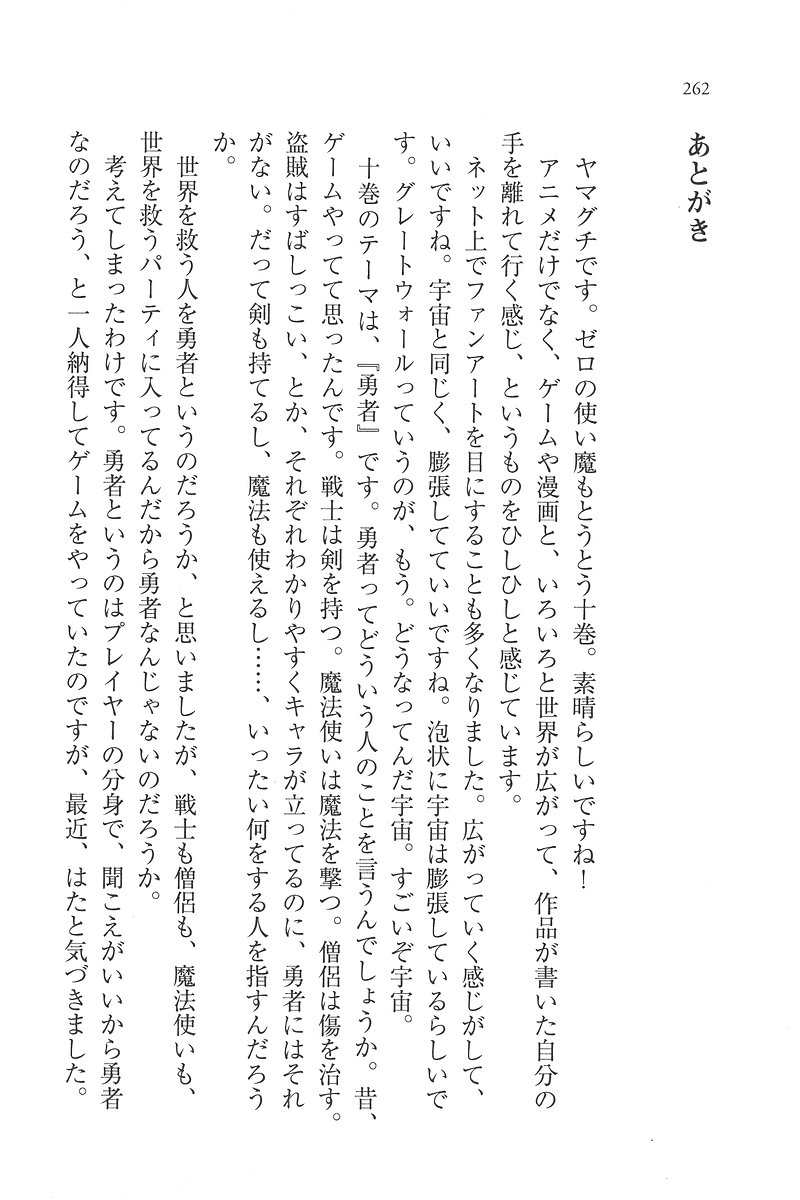 262
あとがき
ヤマグチです。ゼロの使い魔もとうとう十巻。素晴らしいですね！
アニメだけでなく、ゲームや漫画と、いろいろと世界が広がって、作品が書いた自分の
手を離れて行く感じ、というものをひしひしと感じています。
ネット上でファンアートを目にすることも多くなりました。広がっていく感じがして、
いいですね。宇宙と同じく、膨張してていいですね。泡状に宇宙は膨張しているらしいで
す。グレートウォールっていうのが、もう。どうなってんだ宇宙。すごいぞ宇宙。
十巻のテーマは、『勇者』です。勇者ってどういう人のことを言うんでしょうか。昔、
ゲームやってて思ったんです。戦士は剣を持つ。魔法使いは魔法を撃つ。僧侶は傷を治す。
盗賊はすばしっこい、とか、それぞれわかりやすくキャラが立ってるのに、勇者にはそれ
がない。だって剣も持てるし、魔法も使えるし……、いったい何をする人を指すんだろう
か。
世界を救う人を勇者というのだろうか、と思いましたが、戦士も僧侶も、魔法使いも、
世界を救うパーティに入ってるんだから勇者なんじゃないのだろうか。
考えてしまったわけです。勇者というのはプレイヤーの分身で、聞こえがいいから勇者
なのだろう、と一人納得してゲームをやっていたのですが、最近、はたと気づきました。